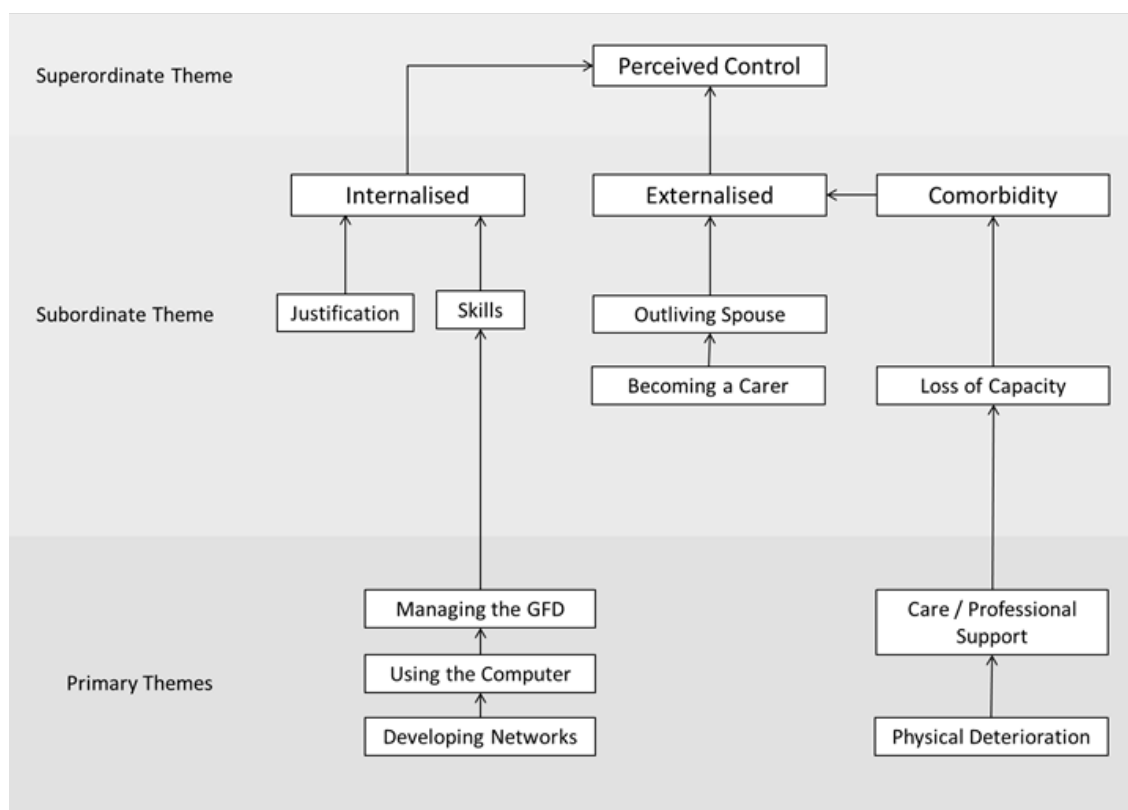 Superordinate Theme
Perceived Control
Internalised
Externalised
Comorbidity
Subordinate Theme
Justification
Skills
Outliving Spouse
Becoming a Carer
Loss of Capacity
Primary Themes
Managing the GFD
Using the Computer
Developing Networks
Care / Professional
Support
Physical Deterioration